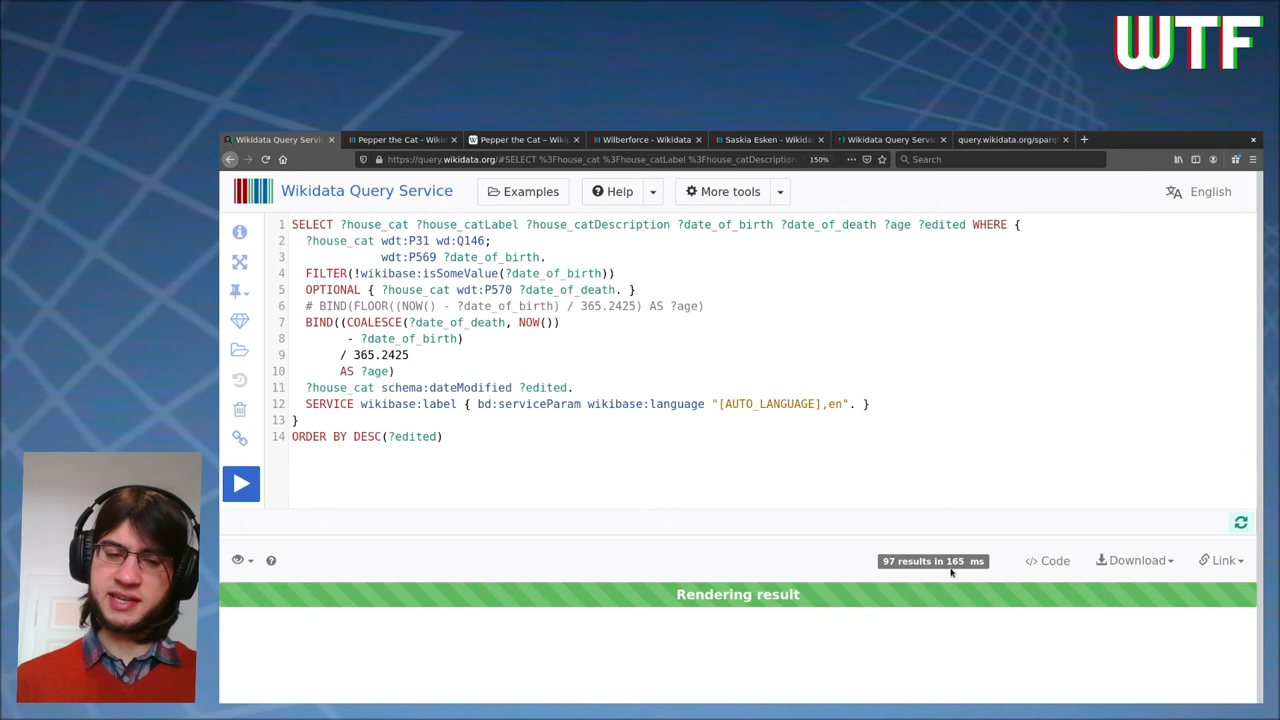 WTF
Wikidata Query Servic
Pepper the Cat - Wikid
Pepper the Cat – Wikip
Wilberforce - Wikidata
Saskia Esken - Wikidat
Wikidata Query Servic
query.wikidata.org/sparql
https://query.wikidata.org/#SELECT %3Fhouse_cat %3Fhouse_catLabel %3Fhouse_catDescription
150%
Search
Wikidata Query Service
Examples
Help
More tools
English
1 SELECT ?house_cat ?house_catLabel ?house_catDescription ?date_of_birth ?date_of_death ?age ?edited WHERE {
2 ?house_cat wdt:P31 wd:Q146;
3 wdt:P569 ?date_of_birth.
4 FILTER(!wikibase:isSomeValue(?date_of_birth))
5 OPTIONAL { ?house_cat wdt:P570 ?date_of_death. }
6 # BIND(FLOOR((NOW() - ?date_of_birth) / 365.2425) AS ?age)
7 BIND((COALESCE(?date_of_death, NOW())
8 - ?date_of_birth)
9 / 365.2425
10 AS ?age)
11 ?house_cat schema:dateModified ?edited.
12 SERVICE wikibase:label { bd:serviceParam wikibase:language "[AUTO_LANGUAGE],en". }
13 }
14 ORDER BY DESC(?edited)
97 results in 165 ms
</> Code
Download
Link
Rendering result